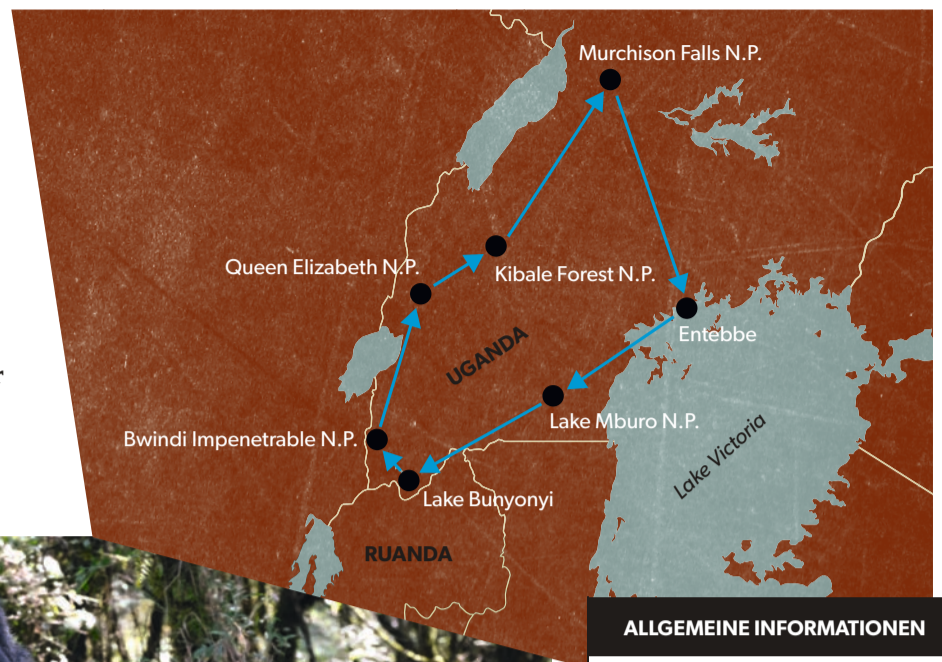 Murchison Falls N.P.
Queen Elizabeth N.P.
Kibale Forest N.P.
Entebbe
UGANDA
Lake Mburo N.P.
Bwindi Impenetrable N.P.
Lake Victoria
Lake Bunyonyi
RUANDA
ALLGEMEINE INFORMATIONEN